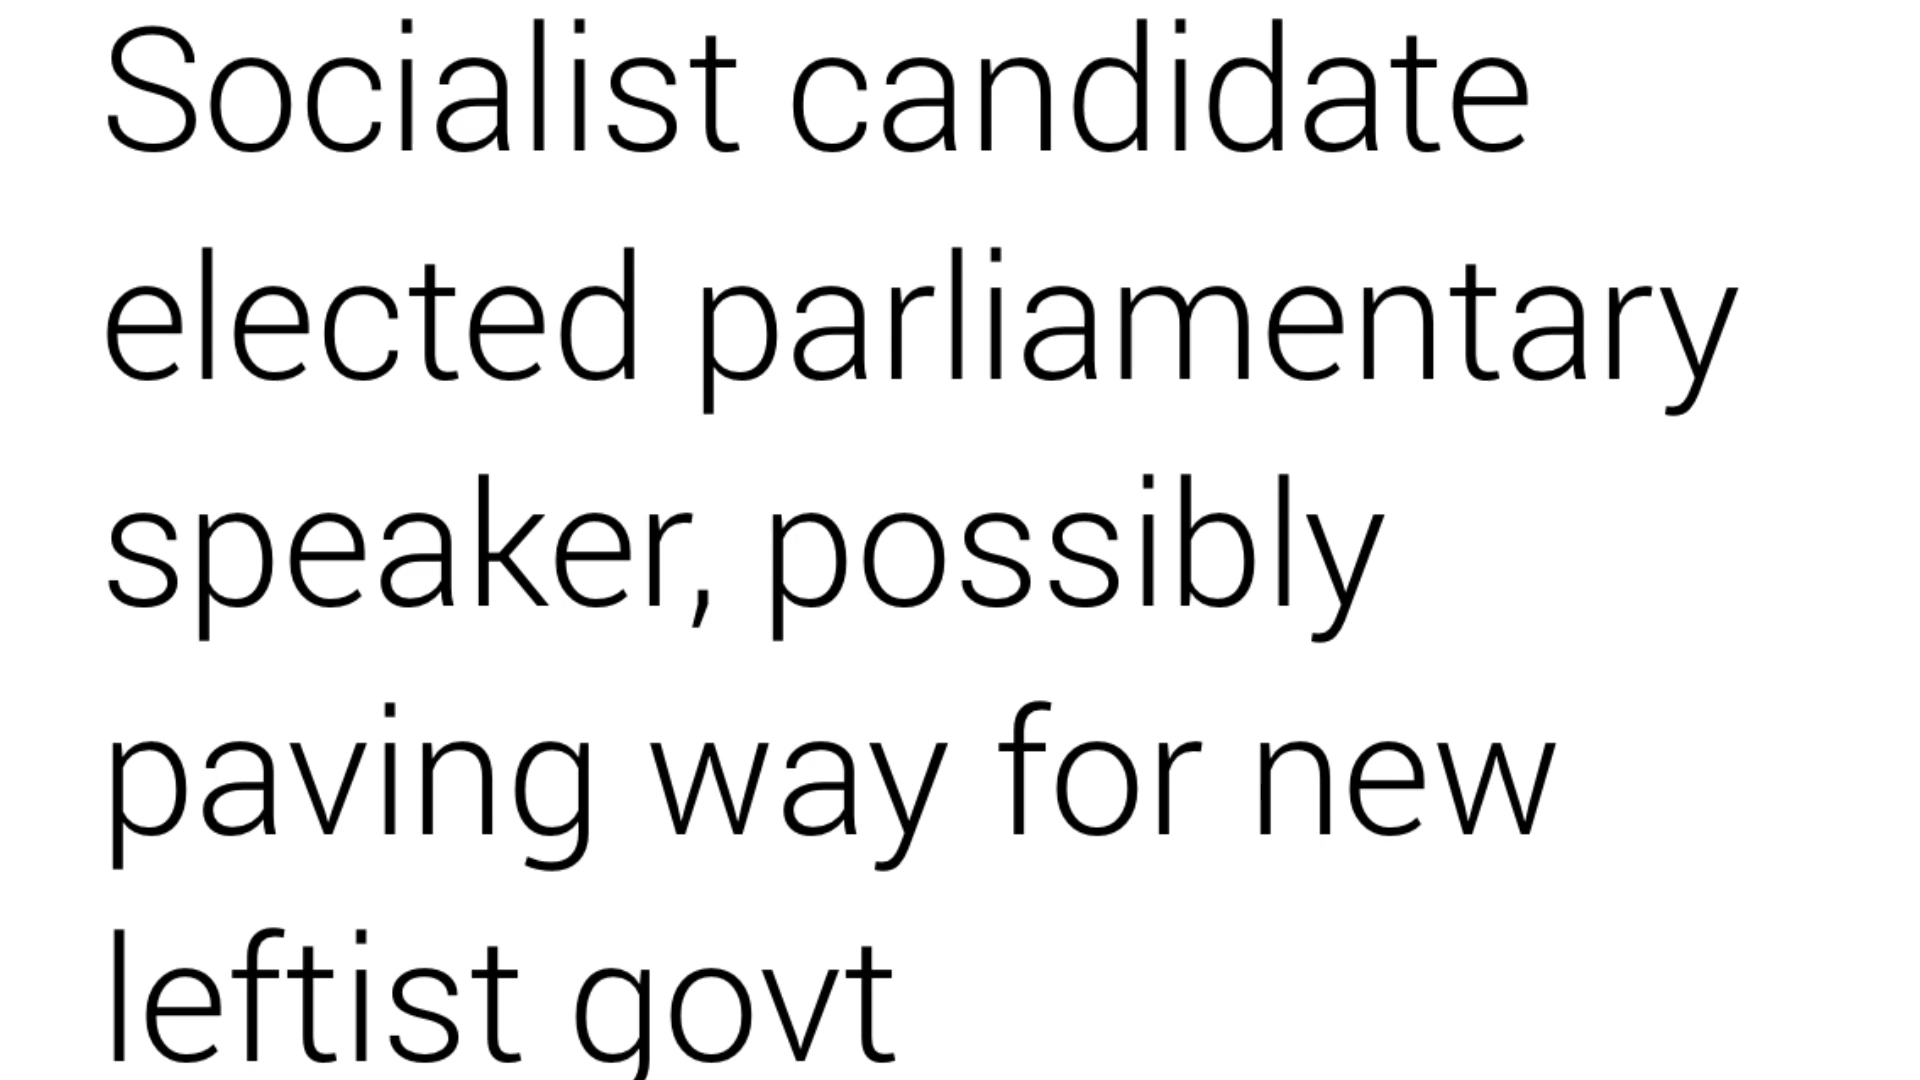 Socialist candidate
elected parliamentary
speaker, possibly
paving way for new
leftist govt